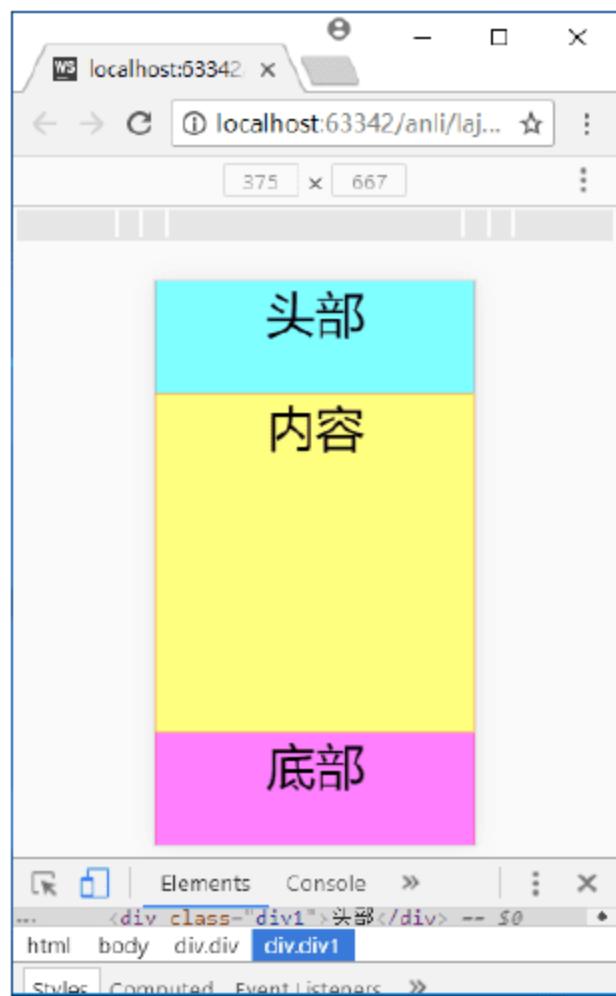 WS localhost:63342
localhost:63342/anli/laj...
375 × 667
头部
内容
底部
Elements Console »
... <div class="div1">头部</div> == $0
html body div.div div.div1
Styles Computed Event Listeners »